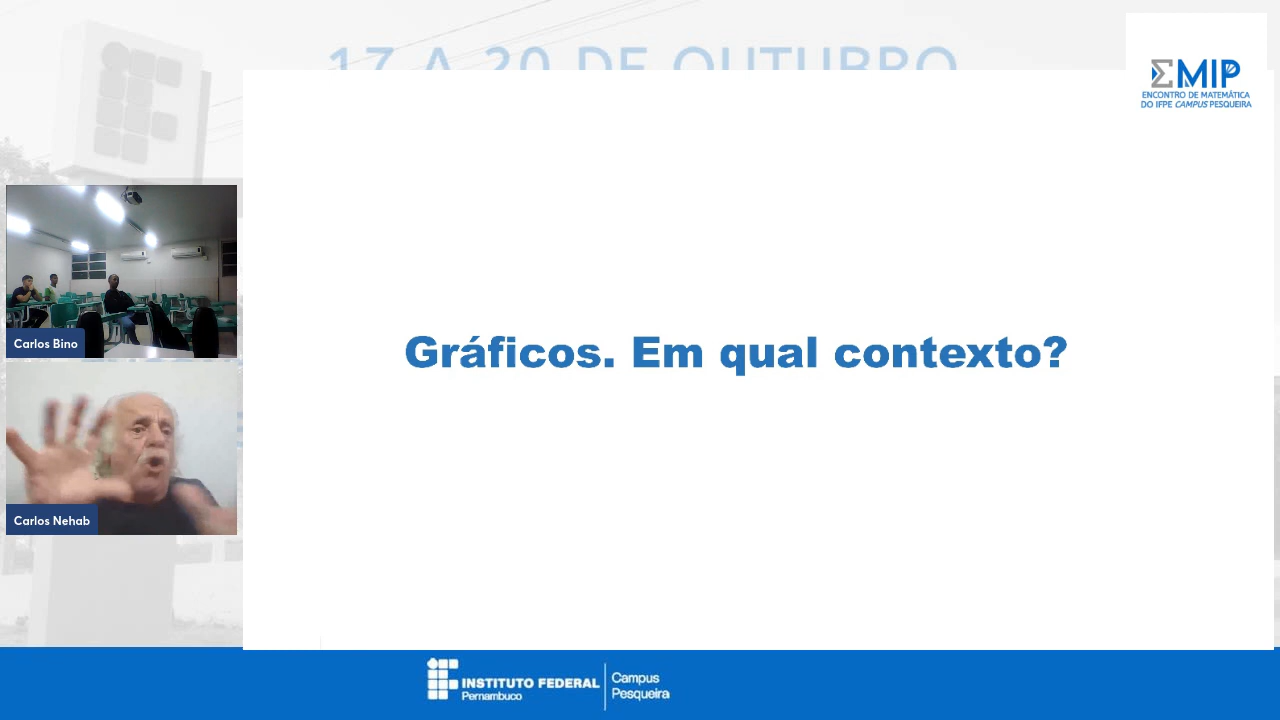 17 A 20 DE OUTUBRO
ΣMIP
ENCONTRO DE MATEMÁTICA
DO IFPE CAMPUS PESQUEIRA
Carlos Bino
Gráficos. Em qual contexto?
Carlos Nehab
INSTITUTO FEDERAL
Pernambuco
Campus
Pesqueira